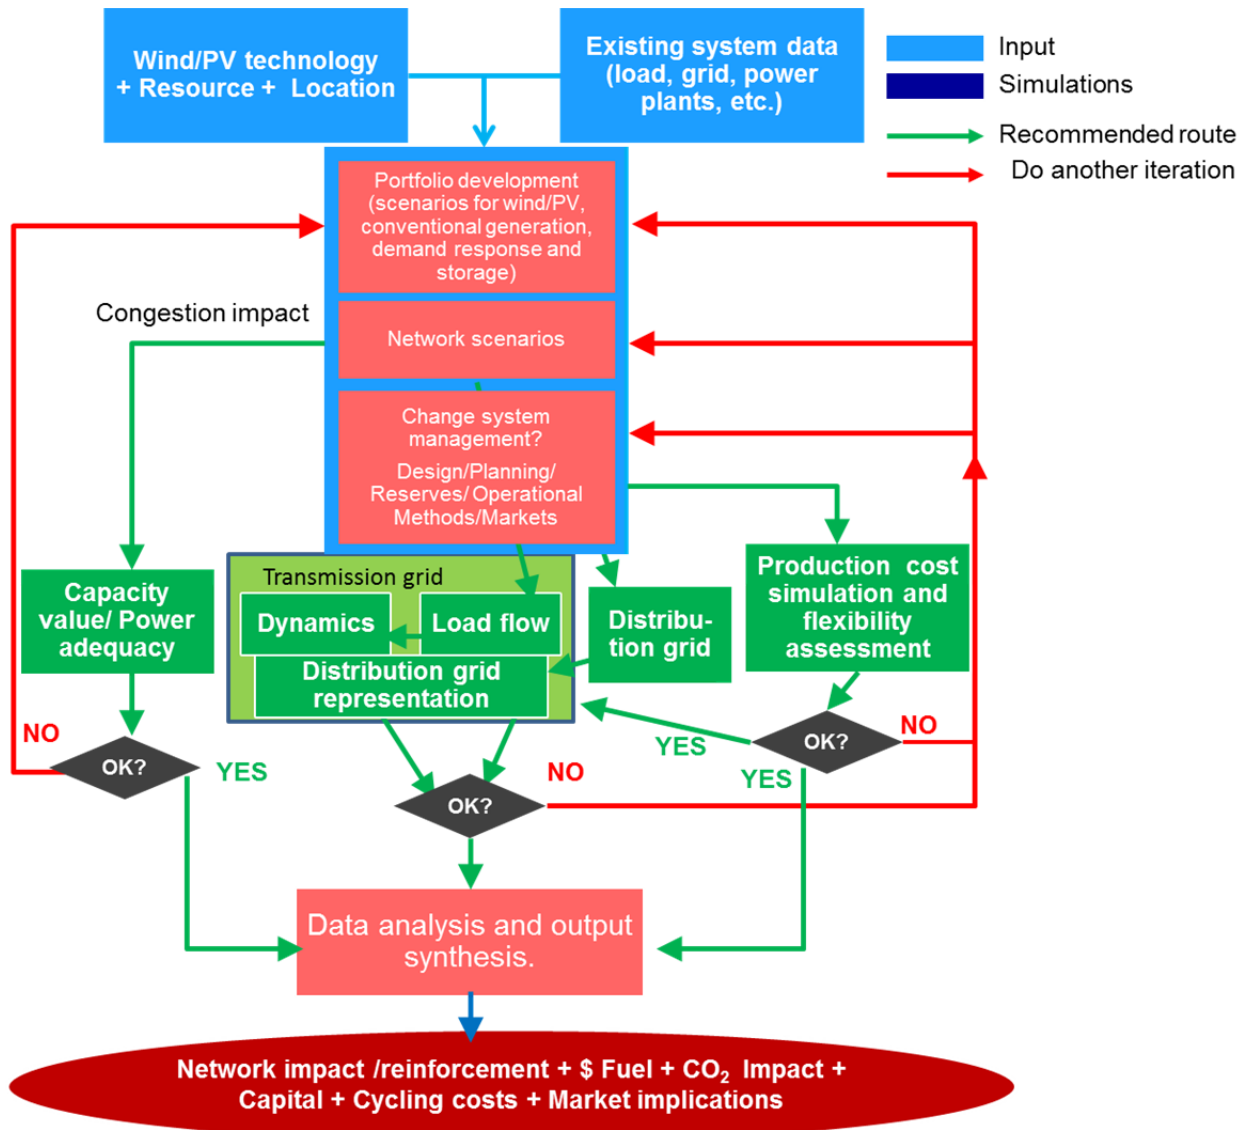 Wind/PV technology
+ Resource + Location
Existing system data
(load, grid, power
plants, etc.)
Input
Simulations
Recommended route
Do another iteration
Portfolio development
(scenarios for wind/PV,
conventional generation,
demand response and
storage)
Congestion impact
Network scenarios
Change system
management?
Design/Planning/
Reserves/ Operational
Methods/Markets
Transmission grid
Capacity
value/ Power
adequacy
Dynamics
Load flow
Distribution grid
representation
Distribu-
tion grid
Production cost
simulation and
flexibility
assessment
NO
OK?
YES
OK?
NO
YES
YES
OK?
NO
Data analysis and output
synthesis.
Network impact /reinforcement + $ Fuel + CO₂ Impact +
Capital + Cycling costs + Market implications